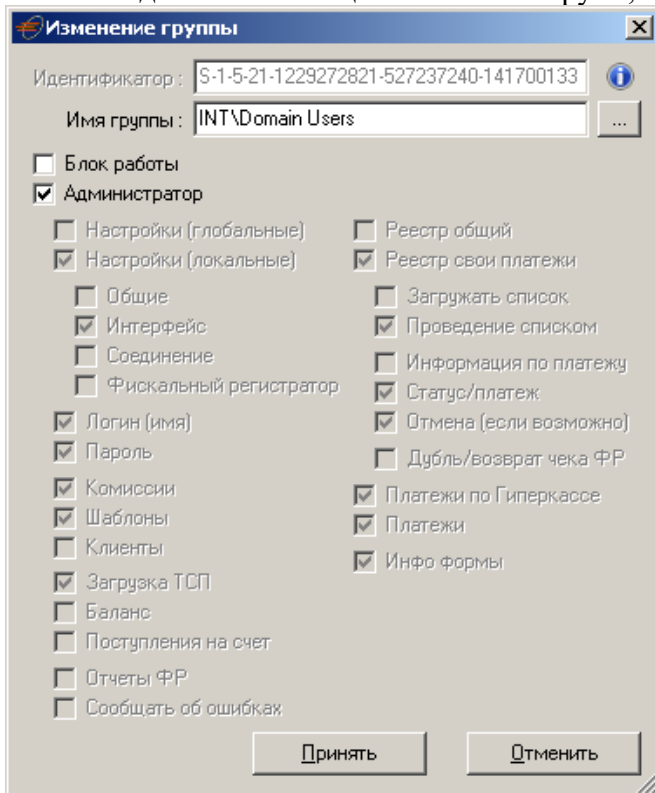 Изменение группы
Идентификатор : S-1-5-21-1229272821-527237240-141700133
Имя группы : INT\Domain Users ...
Блок работы
Администратор
Настройки (глобальные)
Настройки (локальные)
Общие
Интерфейс
Соединение
Фискальный регистратор
Логин (имя)
Пароль
Комиссии
Шаблоны
Клиенты
Загрузка ТСП
Баланс
Поступления на счет
Отчеты ФР
Сообщать об ошибках
Реестр общий
Реестр свои платежи
Загружать список
Проведение списком
Информация по платежу
Статус/платеж
Отмена (если возможно)
Дубль/возврат чека ФР
Платежи по Гиперкассе
Платежи
Инфо формы
Принять Отменить